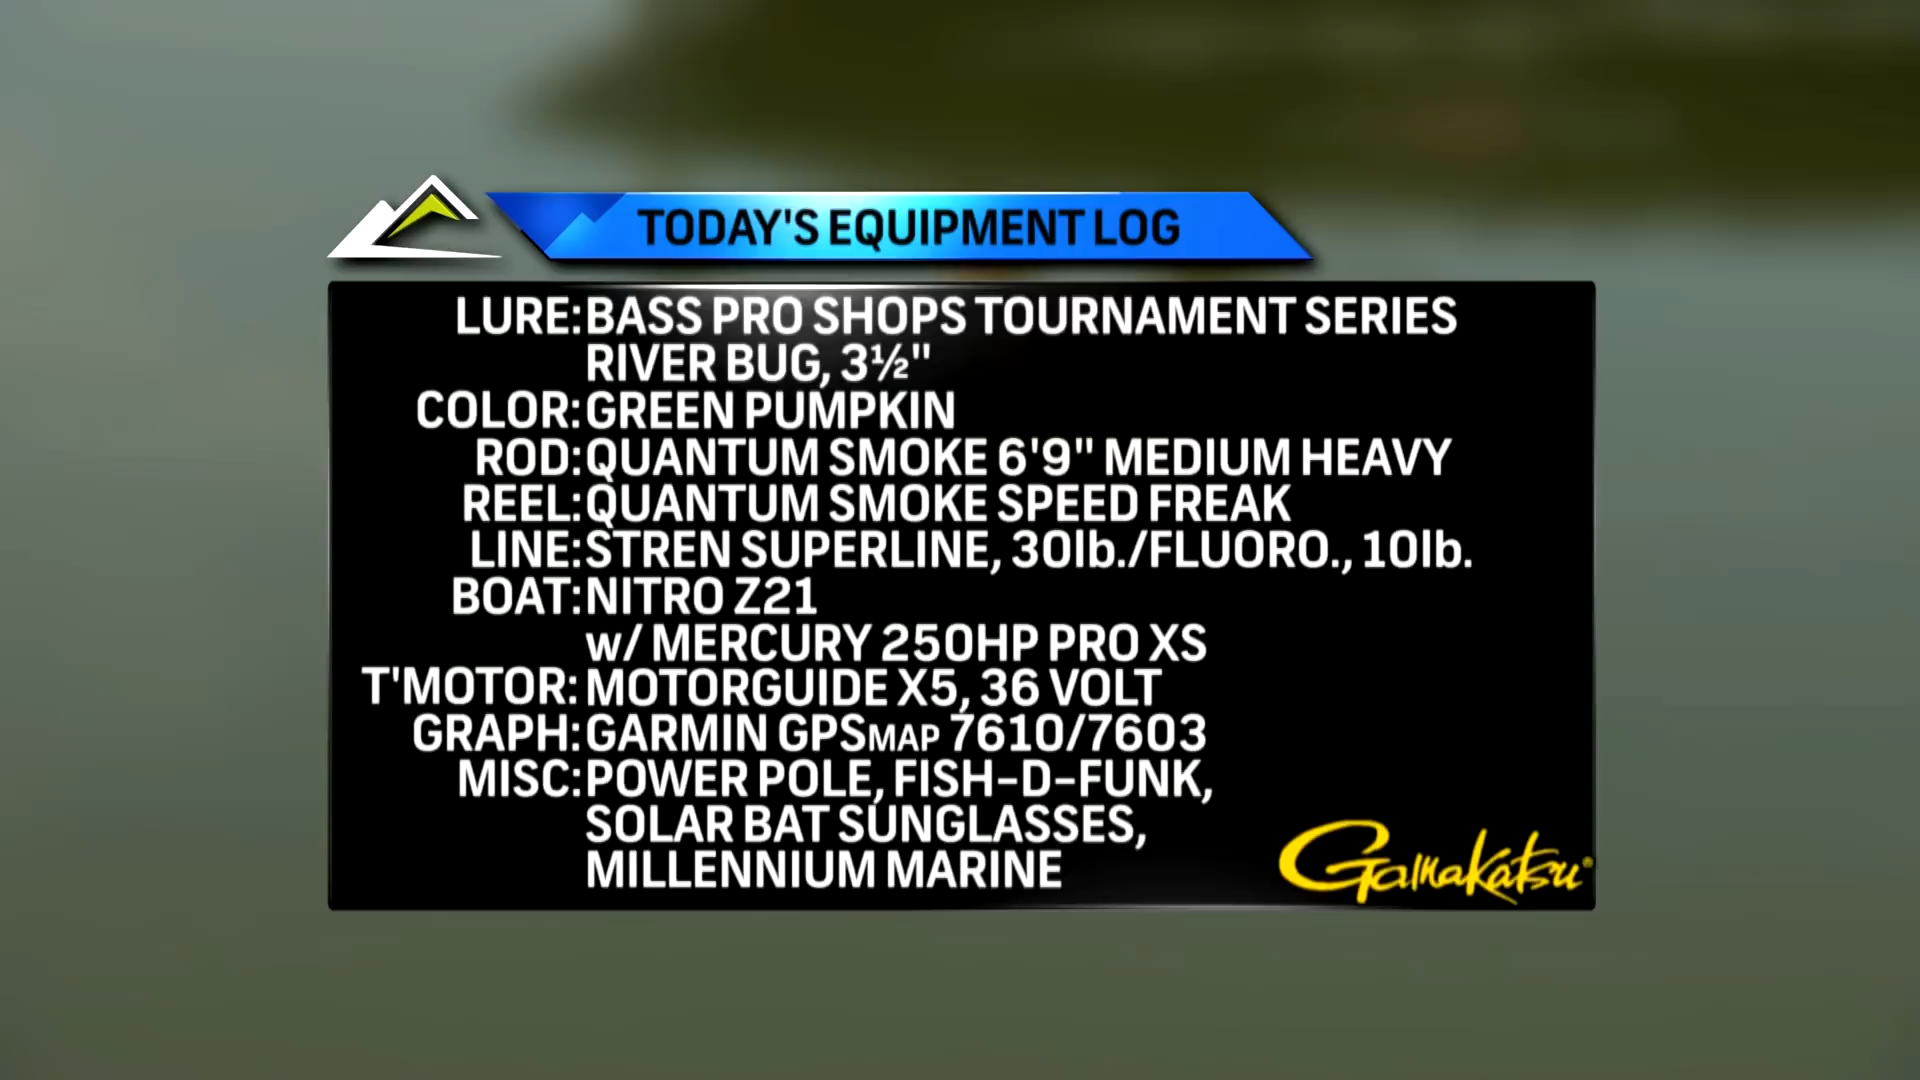 TODAY'S EQUIPMENT LOG
LURE: BASS PRO SHOPS TOURNAMENT SERIES
RIVER BUG, 3½"
COLOR: GREEN PUMPKIN
ROD: QUANTUM SMOKE 6'9" MEDIUM HEAVY
REEL: QUANTUM SMOKE SPEED FREAK
LINE: STREN SUPERLINE, 30lb./FLUORO., 10lb.
BOAT: NITRO Z21
w/ MERCURY 250HP PRO XS
T'MOTOR: MOTORGUIDE X5, 36 VOLT
GRAPH: GARMIN GPSMAP 7610/7603
MISC: POWER POLE, FISH-D-FUNK,
SOLAR BAT SUNGLASSES,
MILLENNIUM MARINE
Gamakatsu®